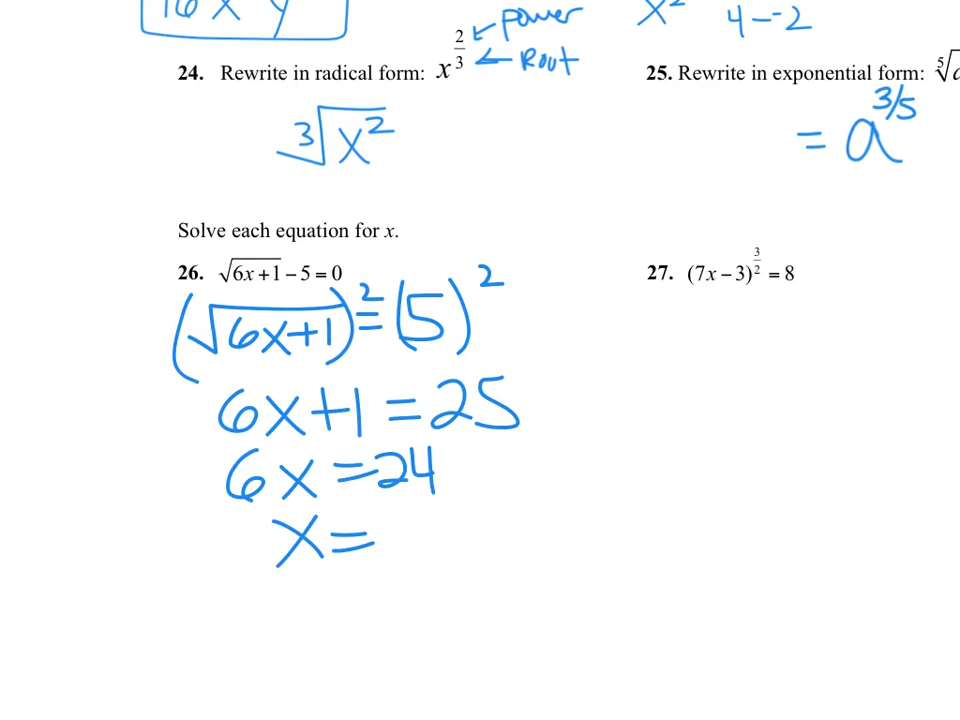 16 x y
x² 4--2
24. Rewrite in radical form: x^(2/3) ← power
← Rout
25. Rewrite in exponential form: ⁵√a
∛x²
= a^(3/5)
Solve each equation for x.
26. √(6x+1) – 5 = 0
27. (7x – 3)^(3/2) = 8
(√(6x+1))² = (5)²
6x+1 = 25
6x = 24
x =